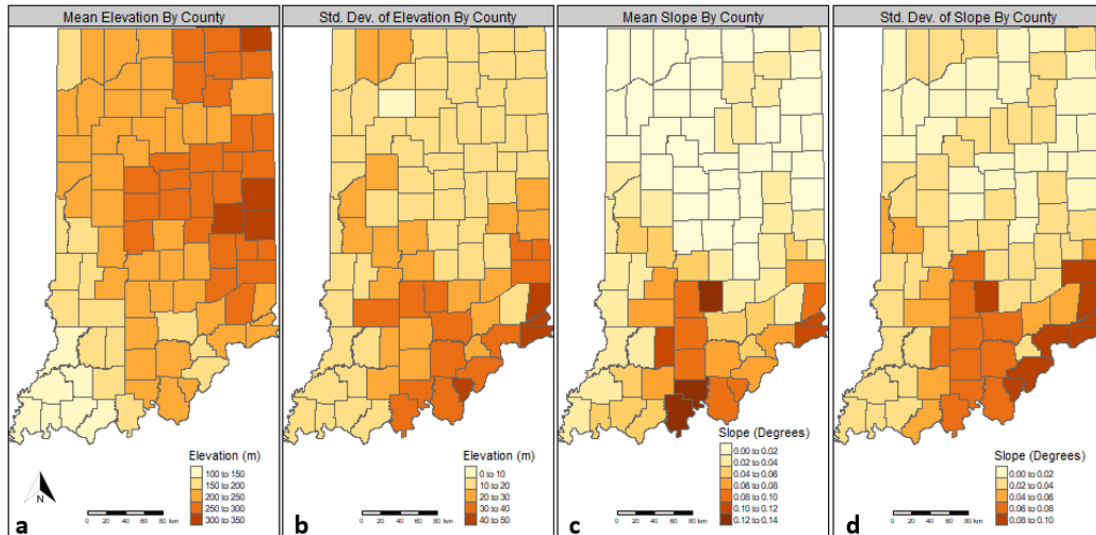 Mean Elevation By County
Std. Dev. of Elevation By County
Mean Slope By County
Std. Dev. of Slope By County
Elevation (m)
100 to 150
150 to 200
200 to 250
250 to 300
300 to 350
N
0 20 40 60 80 km
a
Elevation (m)
0 to 10
10 to 20
20 to 30
30 to 40
40 to 50
0 20 40 60 80 km
b
Slope (Degrees)
0.00 to 0.02
0.02 to 0.04
0.04 to 0.06
0.06 to 0.08
0.08 to 0.10
0.10 to 0.12
0.12 to 0.14
0 20 40 60 80 km
c
Slope (Degrees)
0.00 to 0.02
0.02 to 0.04
0.04 to 0.06
0.06 to 0.08
0.08 to 0.10
0 20 40 60 80 km
d